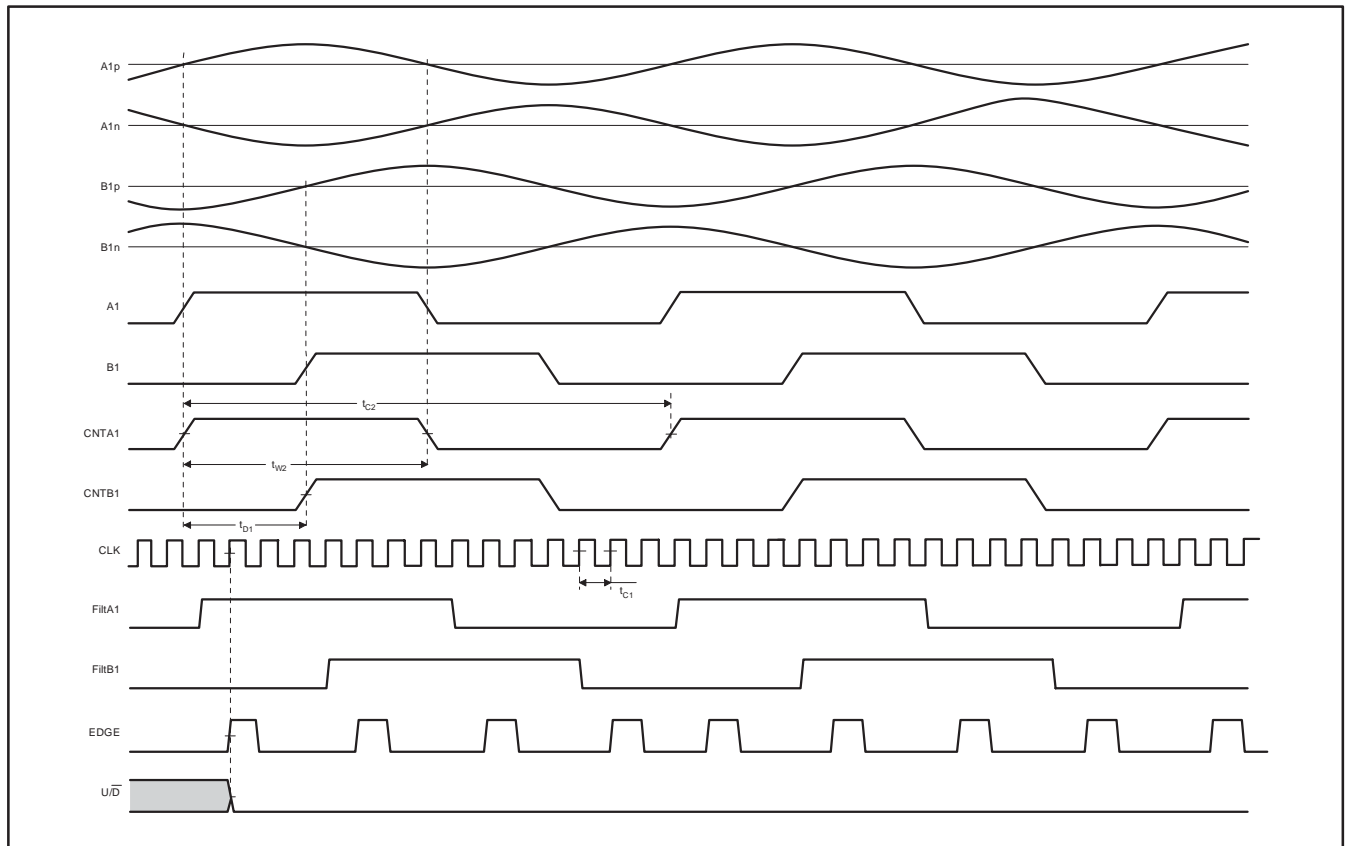 A1p
A1n
B1p
B1n
A1
B1
tC2
CNTA1
tW2
CNTB1
tD1
CLK
tC1
FiltA1
FiltB1
EDGE
U/D̅